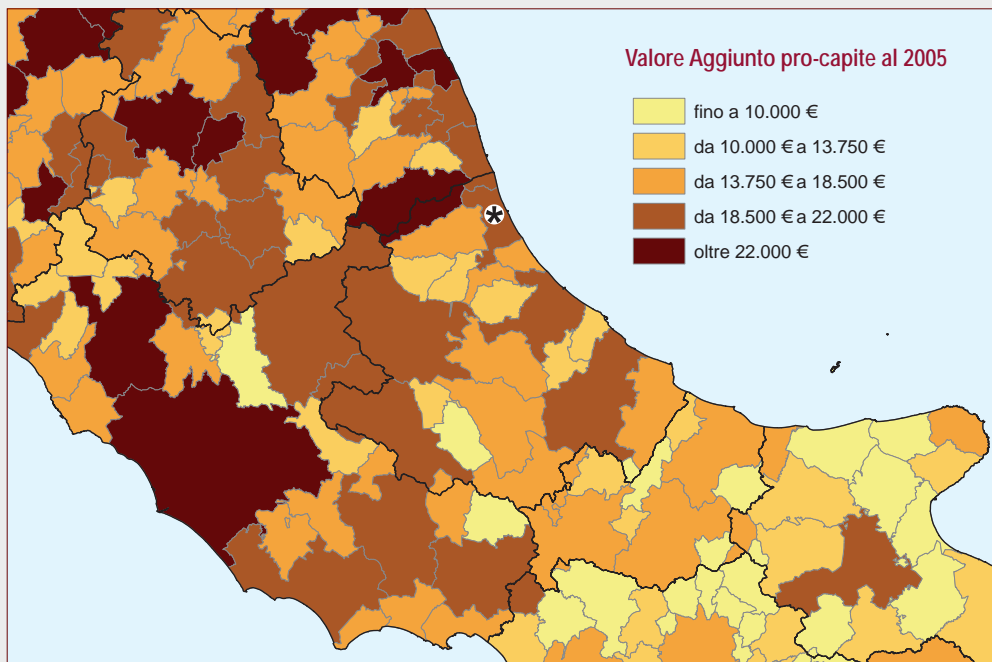 Valore Aggiunto pro-capite al 2005
fino a 10.000 €
da 10.000 € a 13.750 €
da 13.750 € a 18.500 €
da 18.500 € a 22.000 €
oltre 22.000 €
*